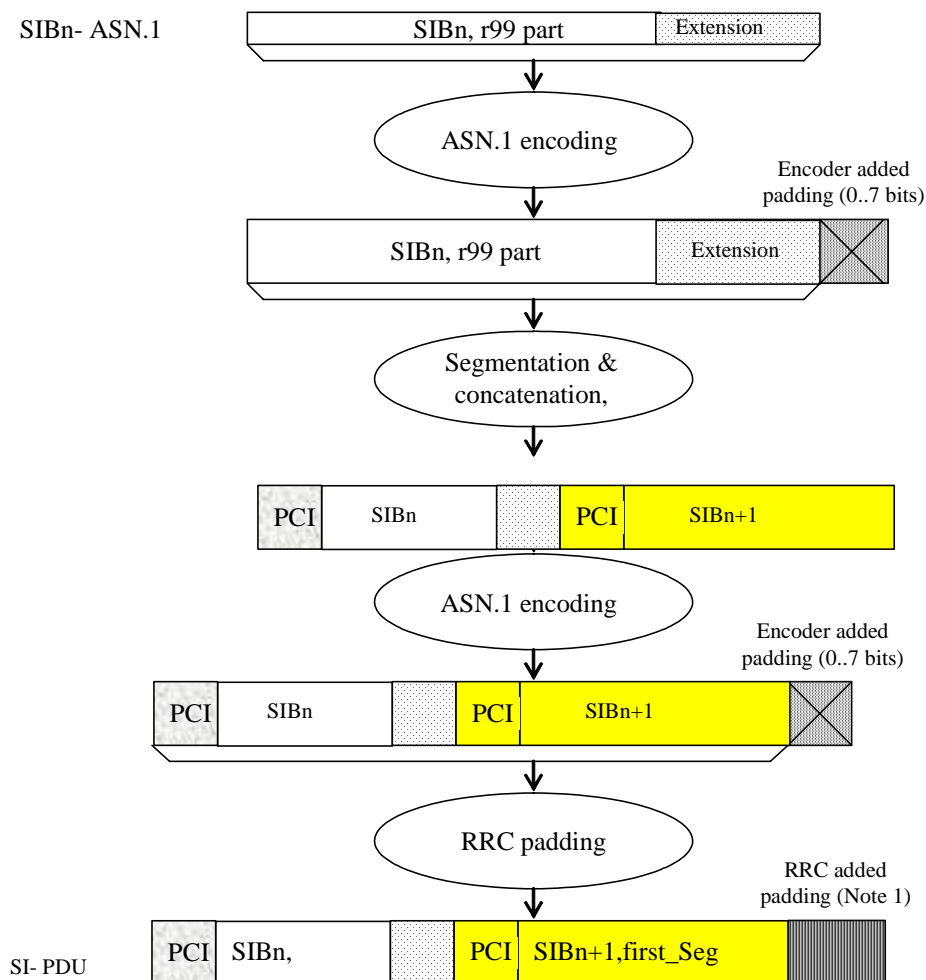 SIBn- ASN.1
SIBn, r99 part
Extension
ASN.1 encoding
Encoder added
padding (0..7 bits)
SIBn, r99 part
Extension
Segmentation &
concatenation,
PCI
SIBn
PCI
SIBn+1
ASN.1 encoding
Encoder added
padding (0..7 bits)
PCI
SIBn
PCI
SIBn+1
RRC padding
RRC added
padding (Note 1)
SI- PDU
PCI
SIBn,
PCI
SIBn+1,first_Seg